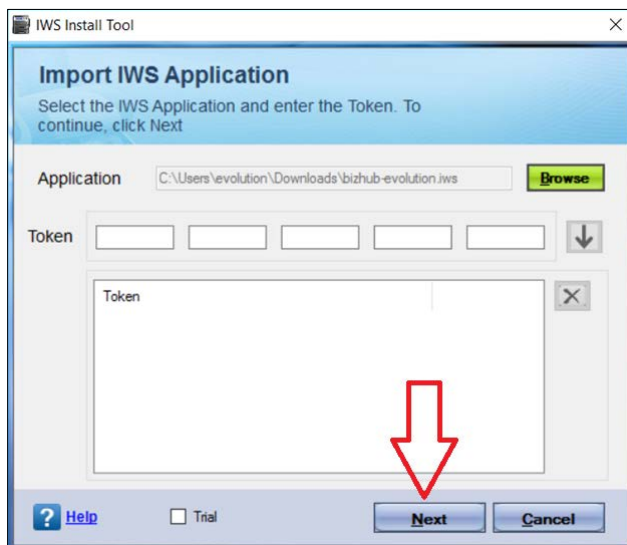 IWS Install Tool
Import IWS Application
Select the IWS Application and enter the Token. To
continue, click Next
Application C:\Users\evolution\Downloads\bizhub-evolution.iws Browse
Token
Token
? Help Trial Next Cancel